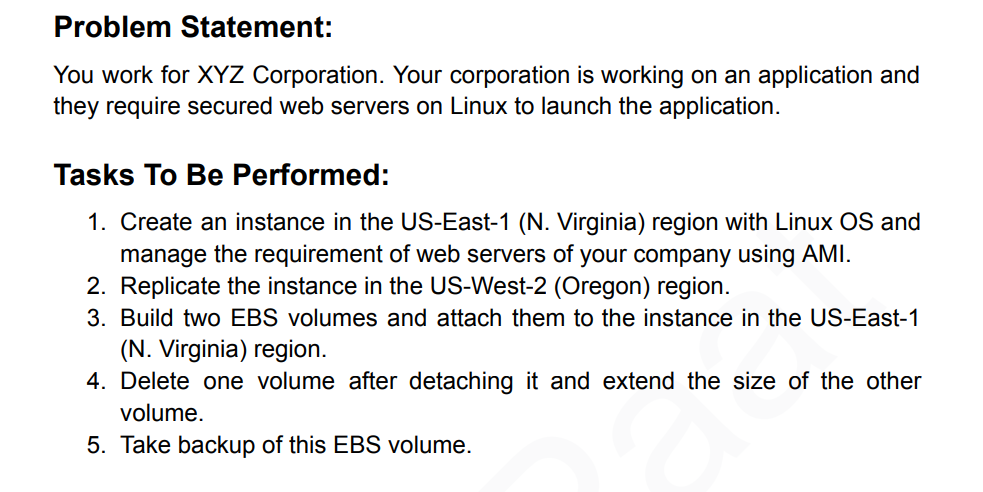 Problem Statement:
You work for XYZ Corporation. Your corporation is working on an application and
they require secured web servers on Linux to launch the application.
Tasks To Be Performed:
1. Create an instance in the US-East-1 (N. Virginia) region with Linux OS and
manage the requirement of web servers of your company using AMI.
2. Replicate the instance in the US-West-2 (Oregon) region.
3. Build two EBS volumes and attach them to the instance in the US-East-1
(N. Virginia) region.
4. Delete one volume after detaching it and extend the size of the other
volume.
5. Take backup of this EBS volume.